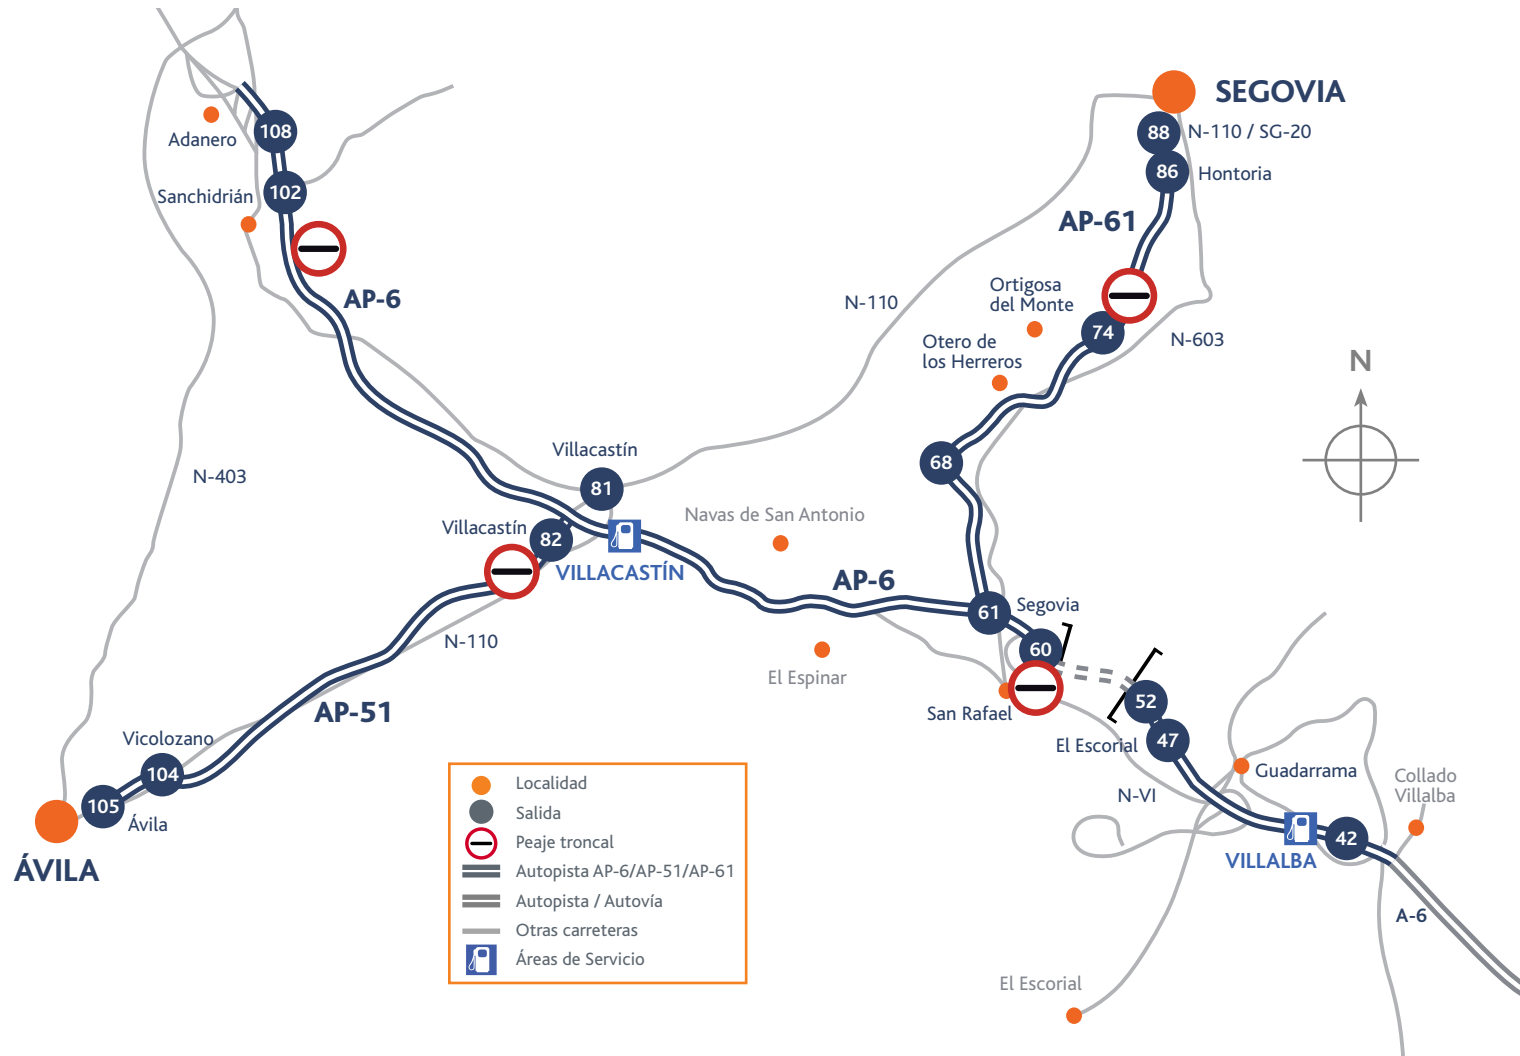 SEGOVIA
88
N-110 / SG-20
86
Hontoria
AP-61
108
Adanero
102
Sanchidrián
AP-6
N-110
Ortigosa
del Monte
74
N-603
Otero de
los Herreros
N
68
N-403
Villacastín
81
Villacastín
82
VILLACASTÍN
Navas de San Antonio
AP-6
61
Segovia
60
N-110
El Espinar
San Rafael
52
El Escorial
47
AP-51
Vicolozano
104
105
Ávila
ÁVILA
Guadarrama
Collado
Villalba
N-VI
VILLALBA
42
A-6
El Escorial
Localidad
Salida
Peaje troncal
Autopista AP-6/AP-51/AP-61
Autopista / Autovía
Otras carreteras
Áreas de Servicio